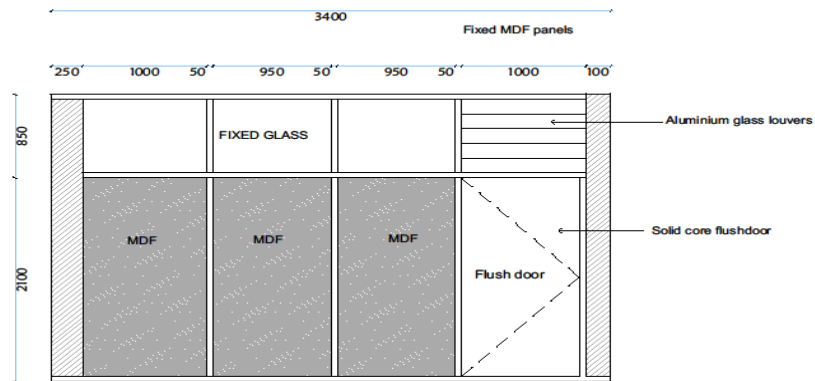 3400
Fixed MDF panels
250 1000 50 950 50 950 50 1000 100
850
FIXED GLASS
Aluminium glass louvers
MDF
MDF
MDF
Solid core flushdoor
Flush door
2100